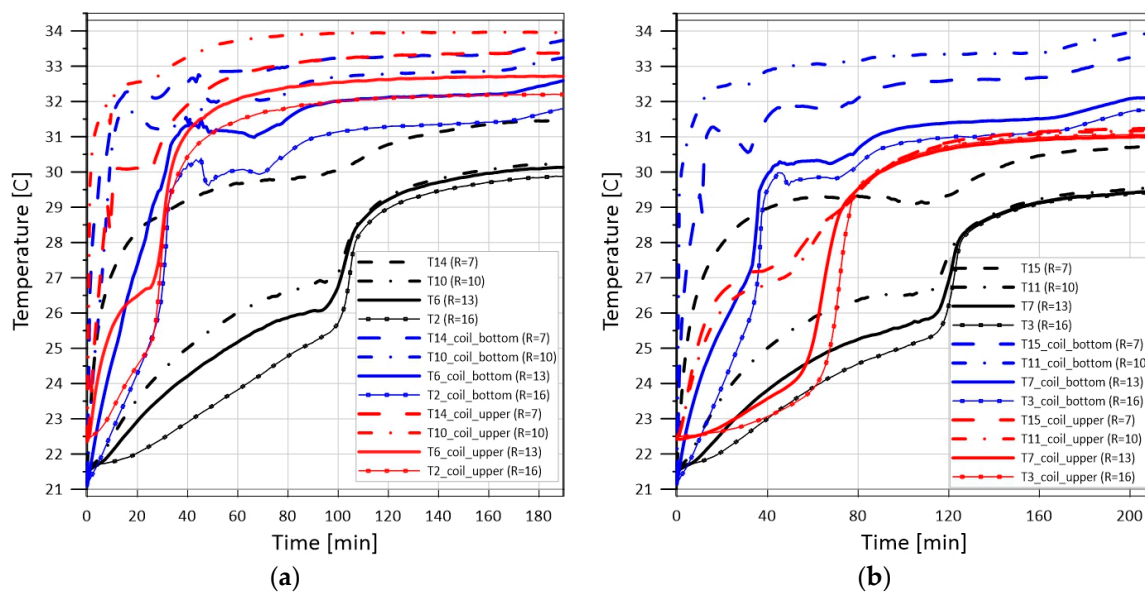 34
33
32
31
30
29
28
27
26
25
24
23
22
21
Temperature [C]
0 20 40 60 80 100 120 140 160 180
Time [min]
T14 (R=7)
T10 (R=10)
T6 (R=13)
T2 (R=16)
T14_coil_bottom (R=7)
T10_coil_bottom (R=10)
T6_coil_bottom (R=13)
T2_coil_bottom (R=16)
T14_coil_upper (R=7)
T10_coil_upper (R=10)
T6_coil_upper (R=13)
T2_coil_upper (R=16)
(a)
34
33
32
31
30
29
28
27
26
25
24
23
22
21
Temperature [C]
0 40 80 120 160 200
Time [min]
T15 (R=7)
T11 (R=10)
T7 (R=13)
T3 (R=16)
T15_coil_bottom (R=7)
T11_coil_bottom (R=10
T7_coil_bottom (R=13)
T3_coil_bottom (R=16)
T15_coil_upper (R=7)
T11_coil_upper (R=10)
T7_coil_upper (R=13)
T3_coil_upper (R=16)
(b)